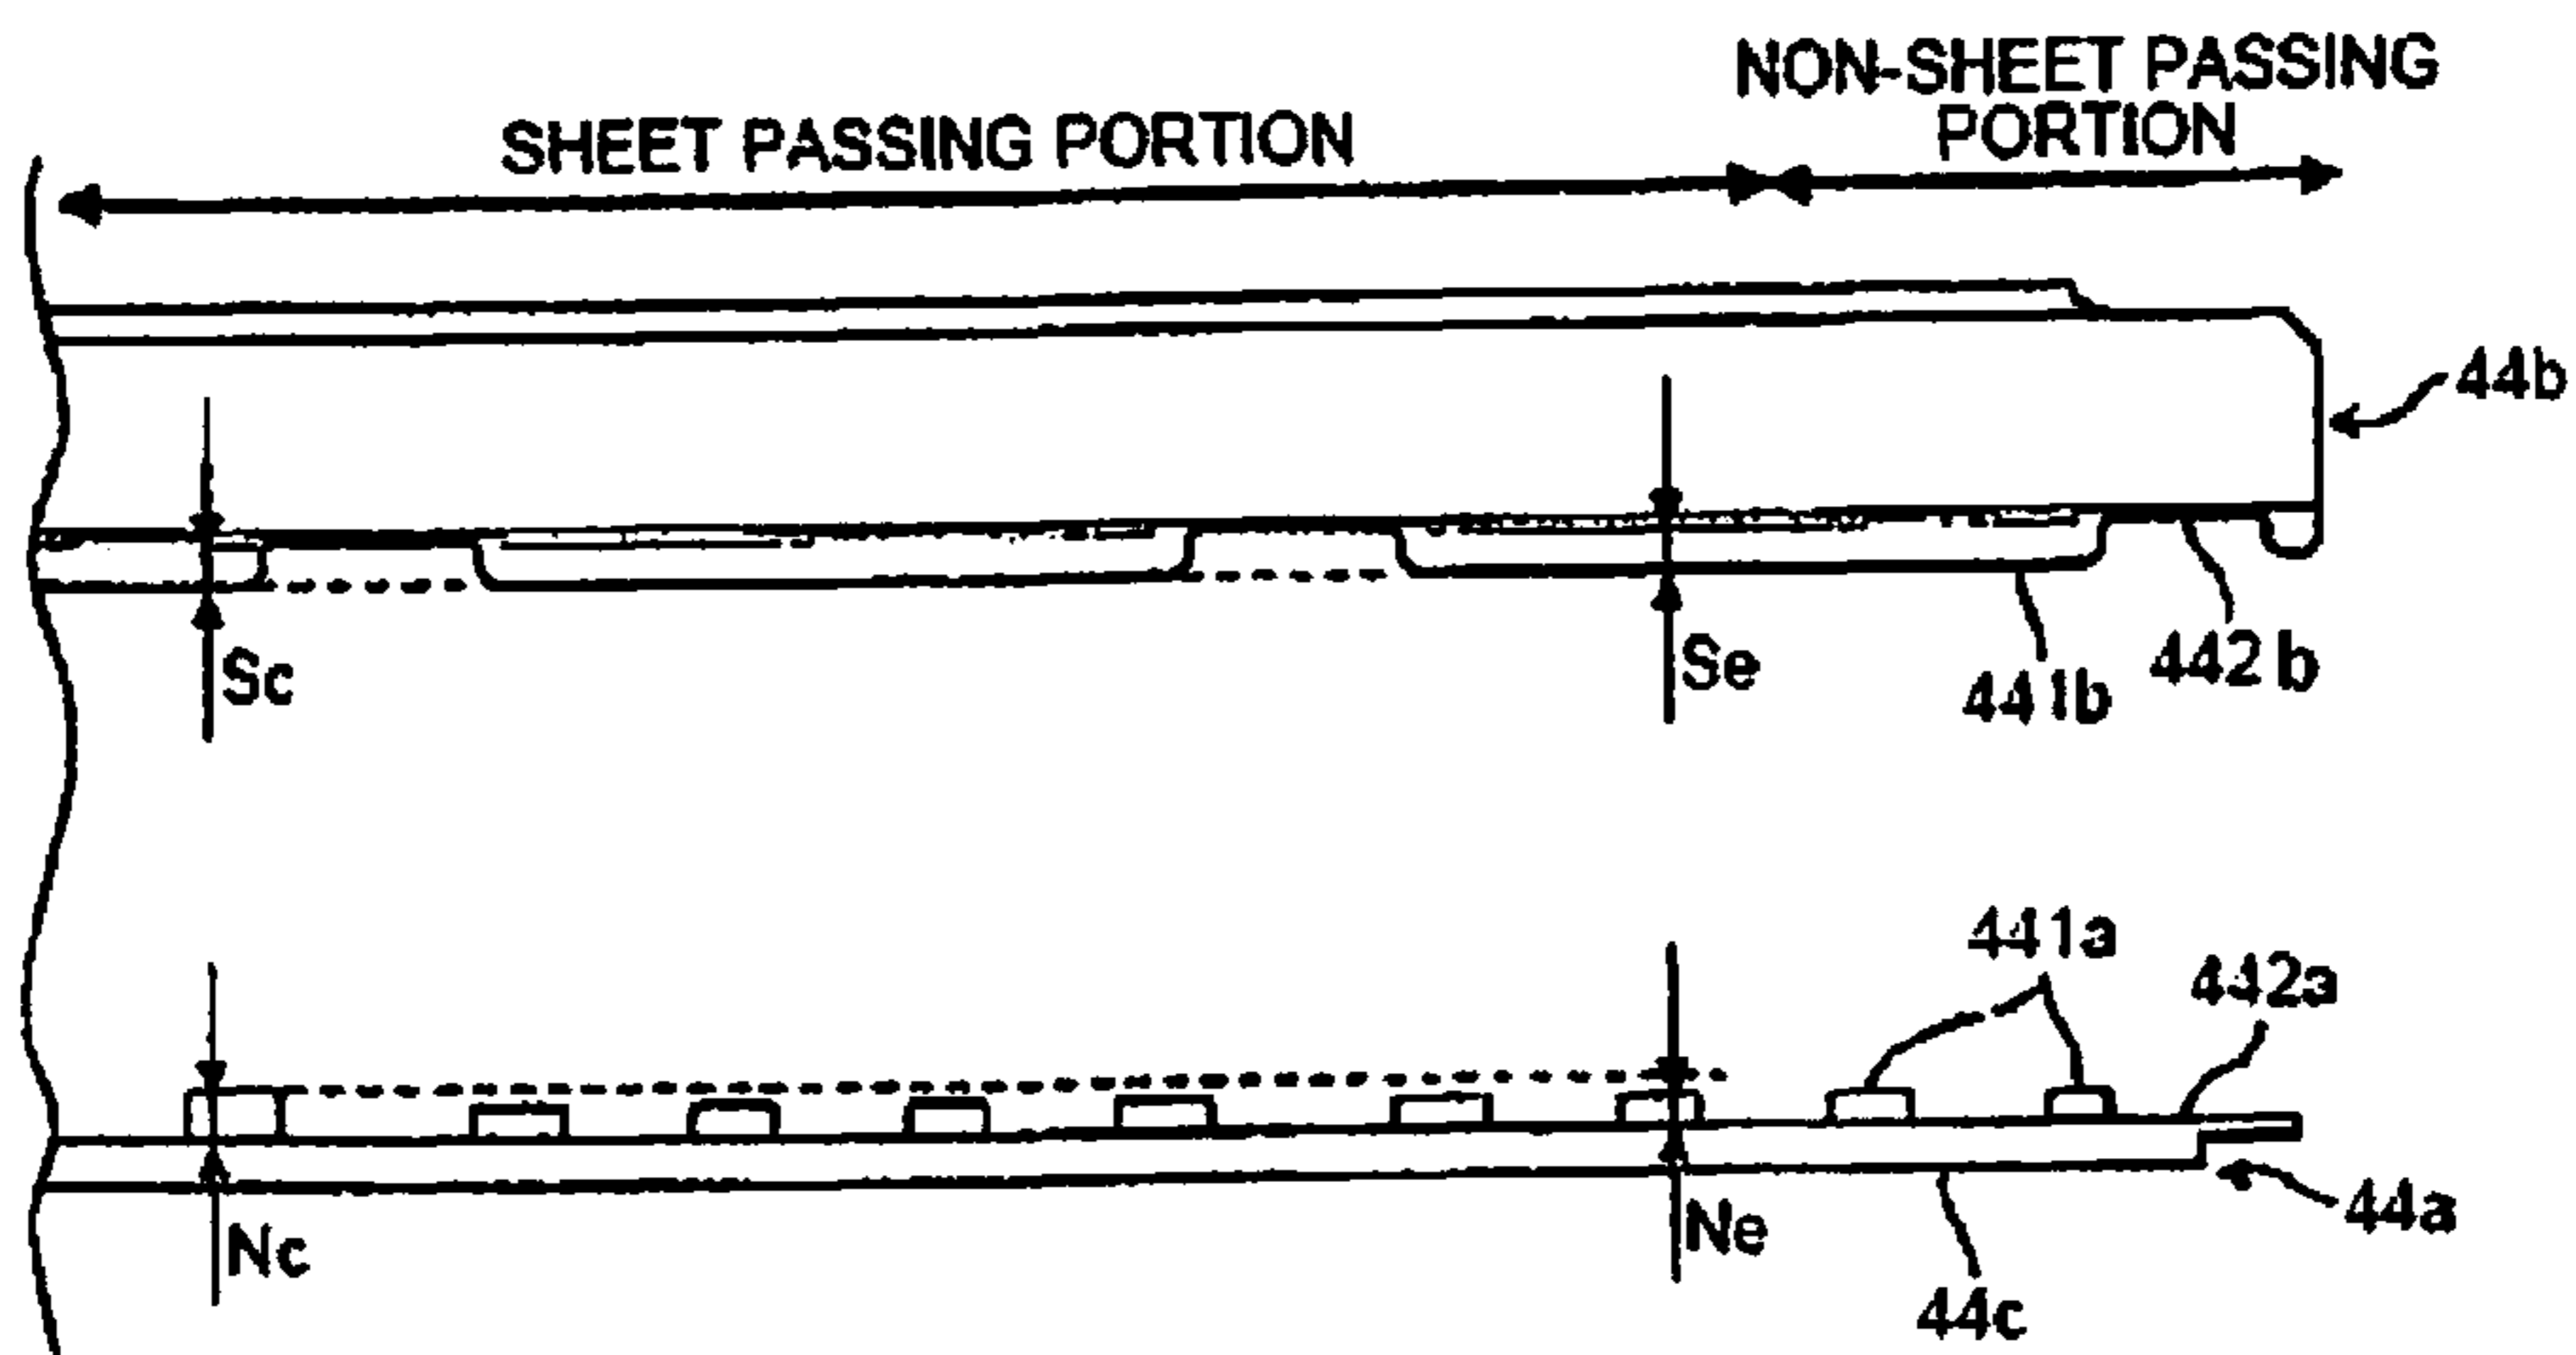 NON-SHEET PASSING
PORTION
SHEET PASSING PORTION
44b
Sc
Se
441b
442b
441a
442a
Nc
Ne
44a
44c